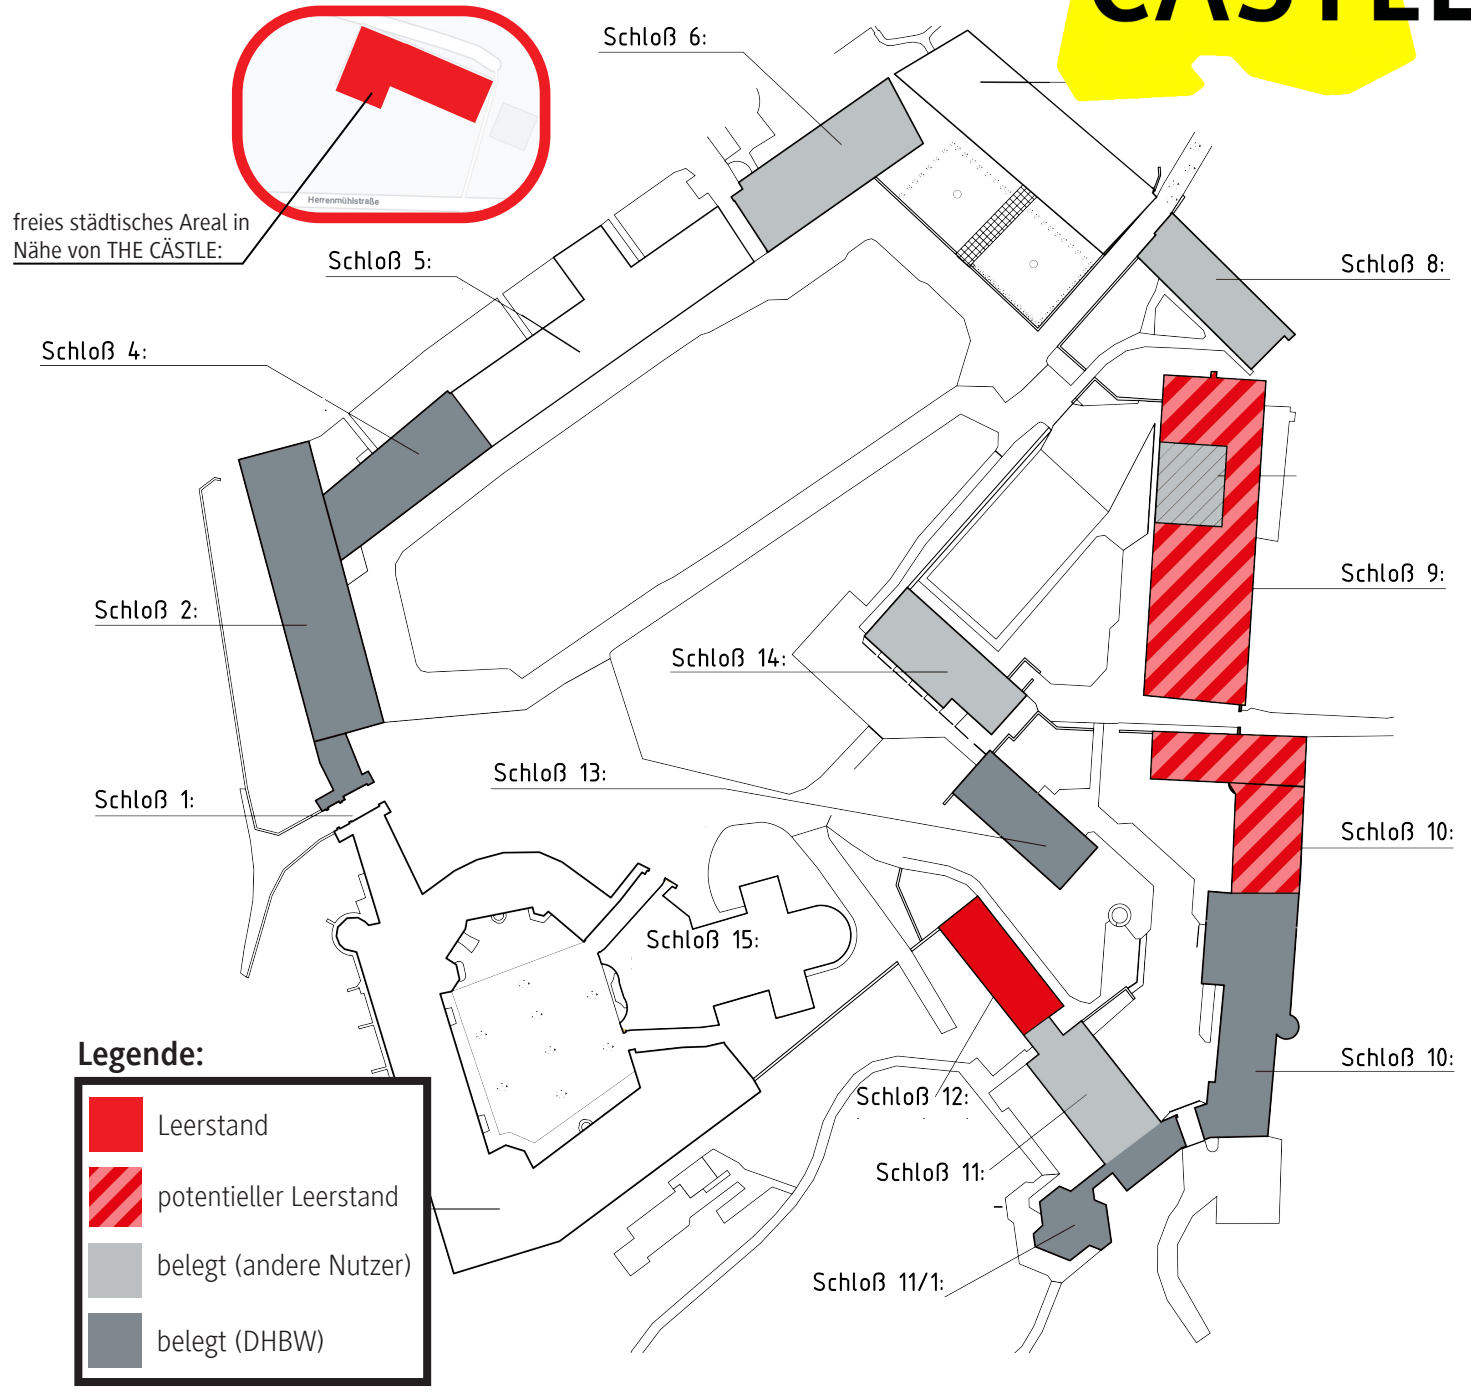 CÄSTLE
Schloß 6:
Herrenmühlstraße
freies städtisches Areal in
Nähe von THE CÄSTLE:
Schloß 5:
Schloß 8:
Schloß 4:
Schloß 9:
Schloß 2:
Schloß 14:
Schloß 13:
Schloß 1:
Schloß 10:
Schloß 15:
Legende:
Leerstand
potentieller Leerstand
belegt (andere Nutzer)
belegt (DHBW)
Schloß 10:
Schloß 12:
Schloß 11:
Schloß 11/1: